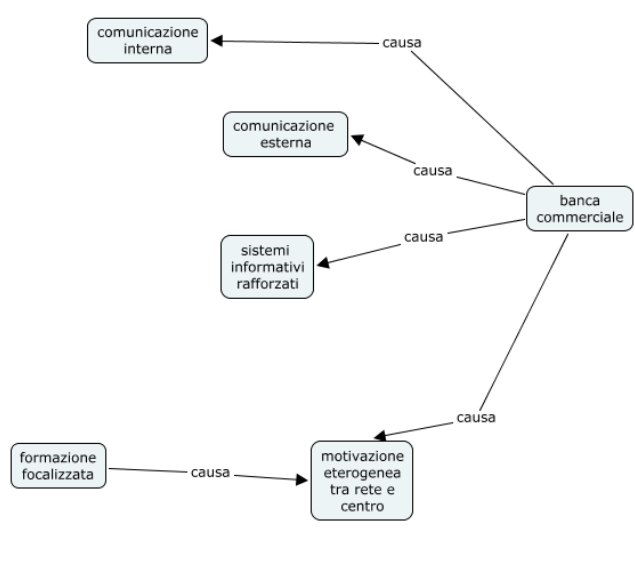 comunicazione
interna
causa
comunicazione
esterna
causa
banca
commerciale
causa
sistemi
informativi
rafforzati
causa
formazione
focalizzata
causa
motivazione
eterogenea
tra rete e
centro